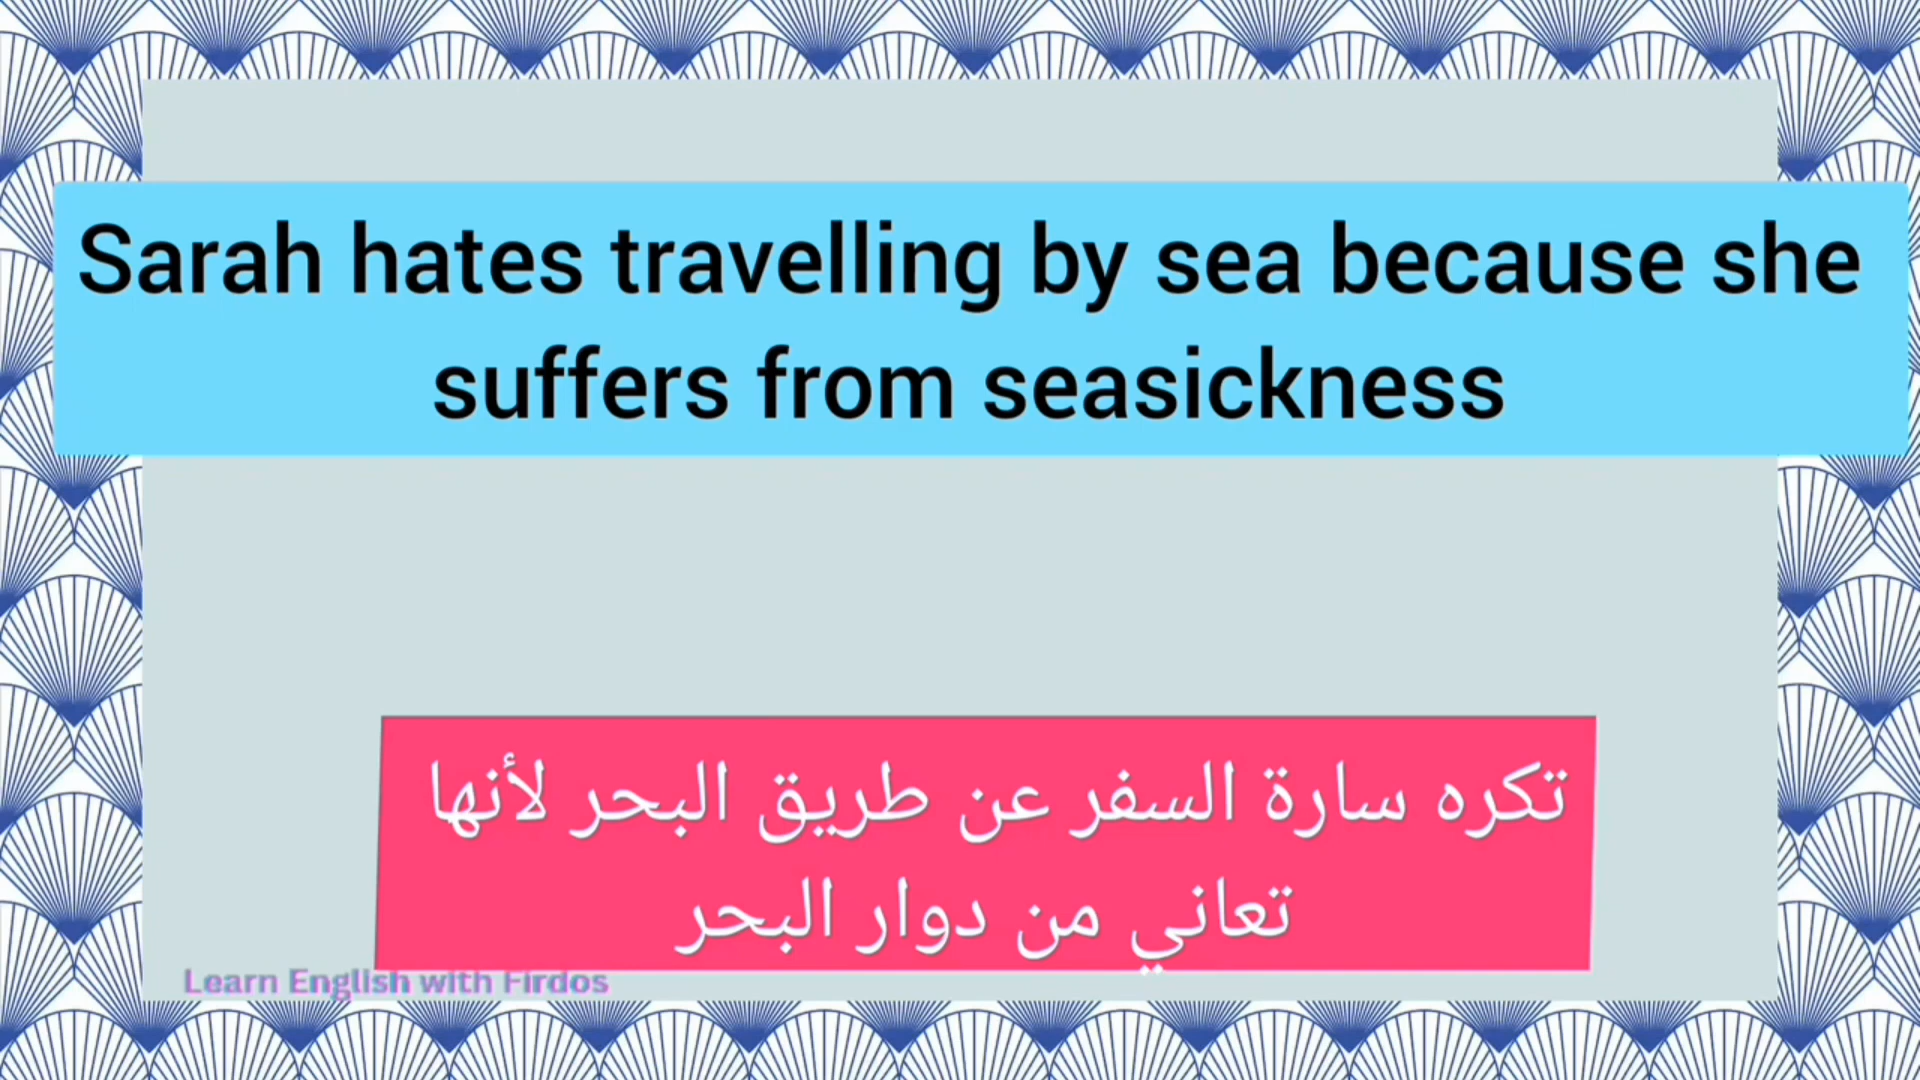 Sarah hates travelling by sea because she
suffers from seasickness
تكره سارة السفر عن طريق البحر لأنها
تعاني من دوار البحر
Learn English with Firdos